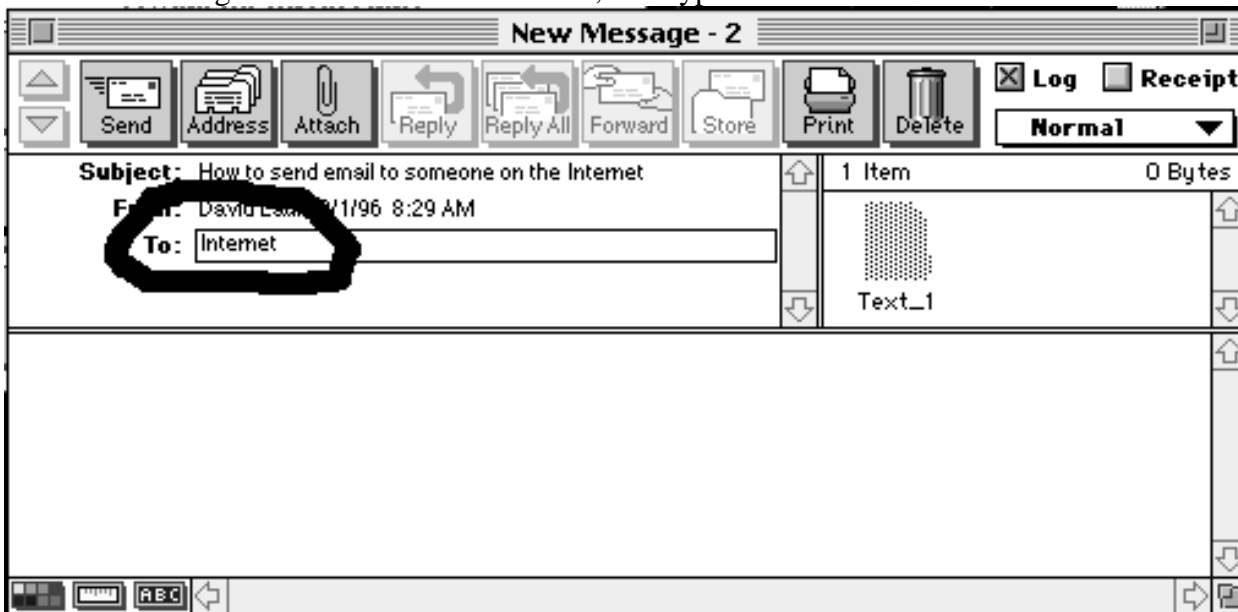 New Message - 2
Send Address Attach Reply Reply All Forward Store Print Delete
Log Receipt
Normal
Subject: How to send email to someone on the Internet
David 1/96 8:29 AM
To: Internet
1 Item 0 Bytes
Text_1
ABC